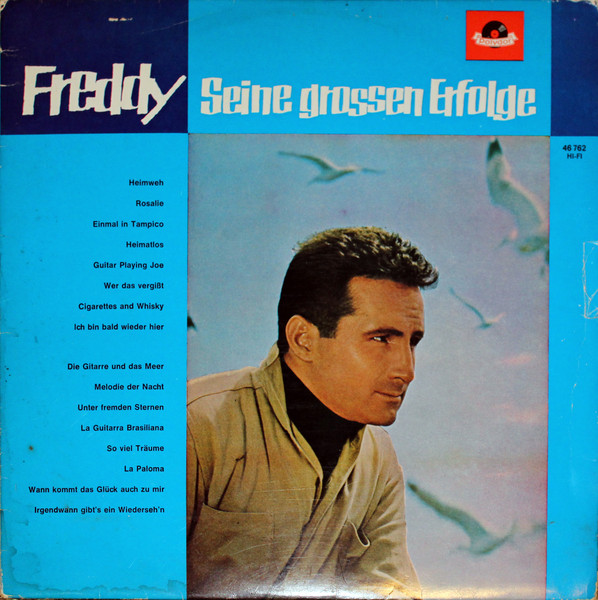 Freddy
Seine grossen Erfolge
polydor
46 762
HI-FI
Heimweh
Rosalie
Einmal in Tampico
Heimatlos
Guitar Playing Joe
Wer das vergißt
Cigarettes and Whisky
Ich bin bald wieder hier
Die Gitarre und das Meer
Melodie der Nacht
Unter fremden Sternen
La Guitarra Brasiliana
So viel Träume
La Paloma
Wann kommt das Glück auch zu mir
Irgendwann gibt's ein Wiederseh'n